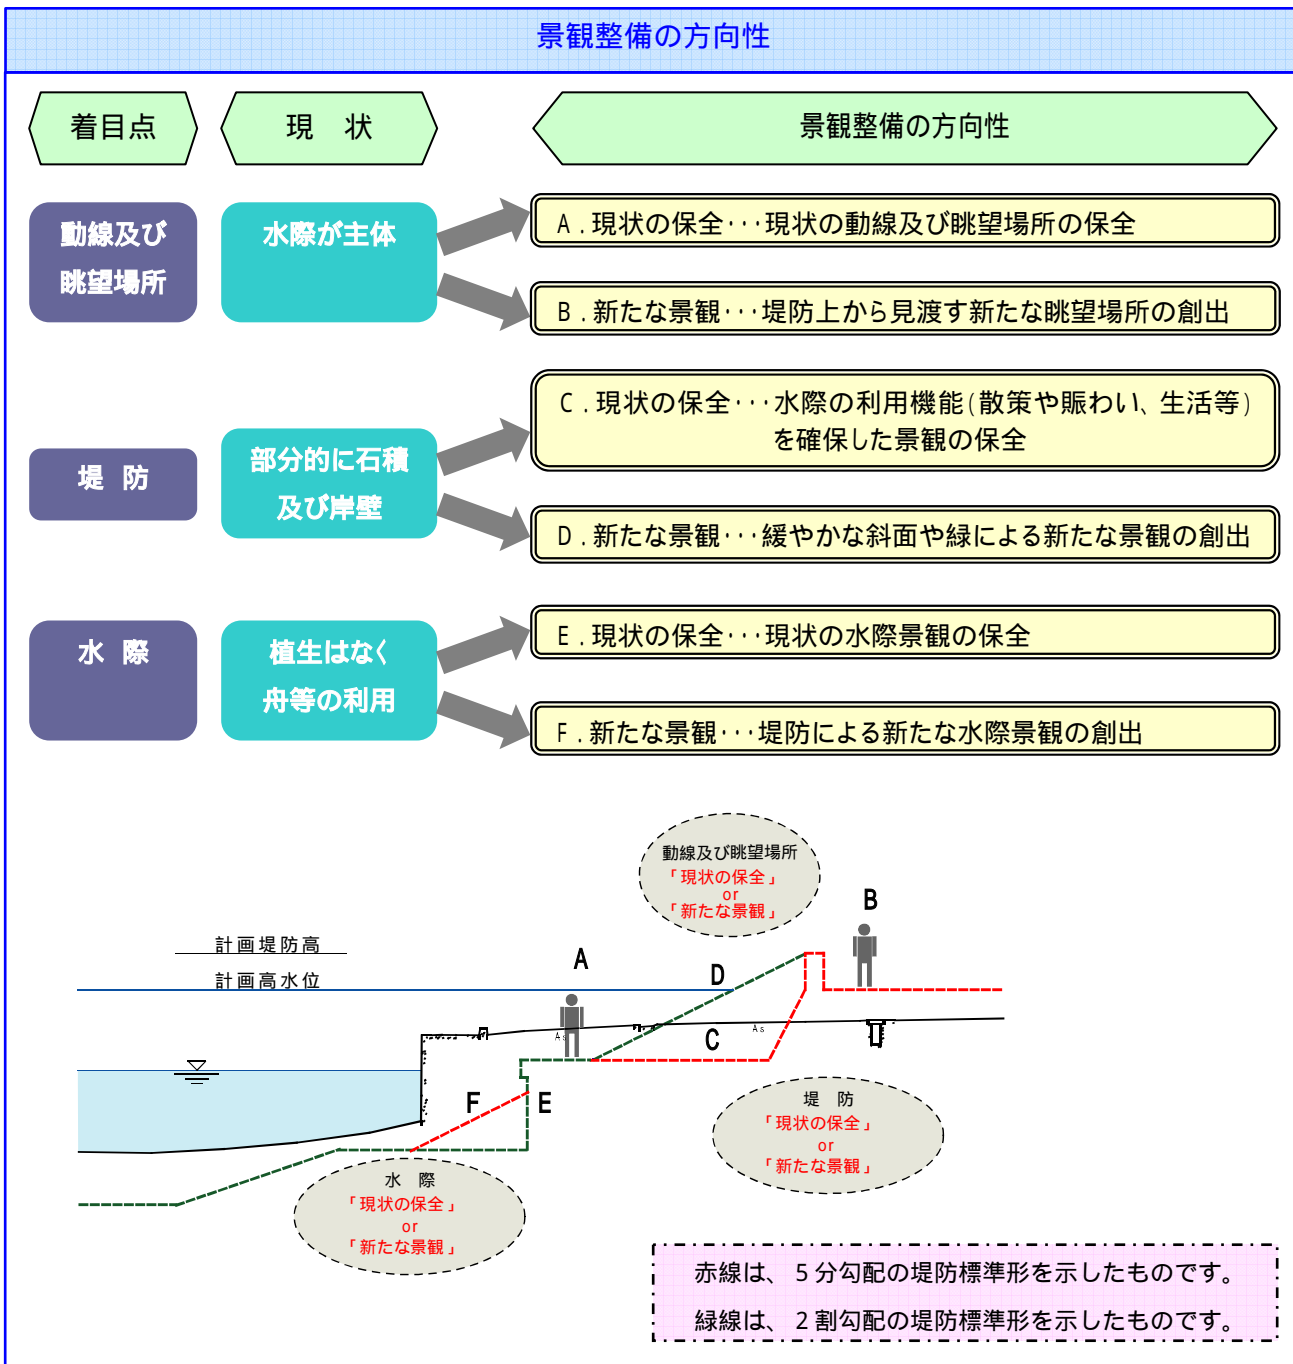 景観整備の方向性
着目点
現　状
景観整備の方向性
動線及び
眺望場所
水際が主体
A．現状の保全･･･現状の動線及び眺望場所の保全
B．新たな景観･･･堤防上から見渡す新たな眺望場所の創出
堤　防
部分的に石積
及び岸壁
C．現状の保全･･･水際の利用機能(散策や賑わい、生活等)
を確保した景観の保全
D．新たな景観･･･緩やかな斜面や緑による新たな景観の創出
水　際
植生はなく
舟等の利用
E．現状の保全･･･現状の水際景観の保全
F．新たな景観･･･堤防による新たな水際景観の創出
動線及び眺望場所
「現状の保全」
or
「新たな景観」
B
計画堤防高
A
計画高水位
D
As
As
C
F
E
堤　防
「現状の保全」
or
「新たな景観」
水　際
「現状の保全」
or
「新たな景観」
赤線は、5分勾配の堤防標準形を示したものです。
緑線は、2割勾配の堤防標準形を示したものです。